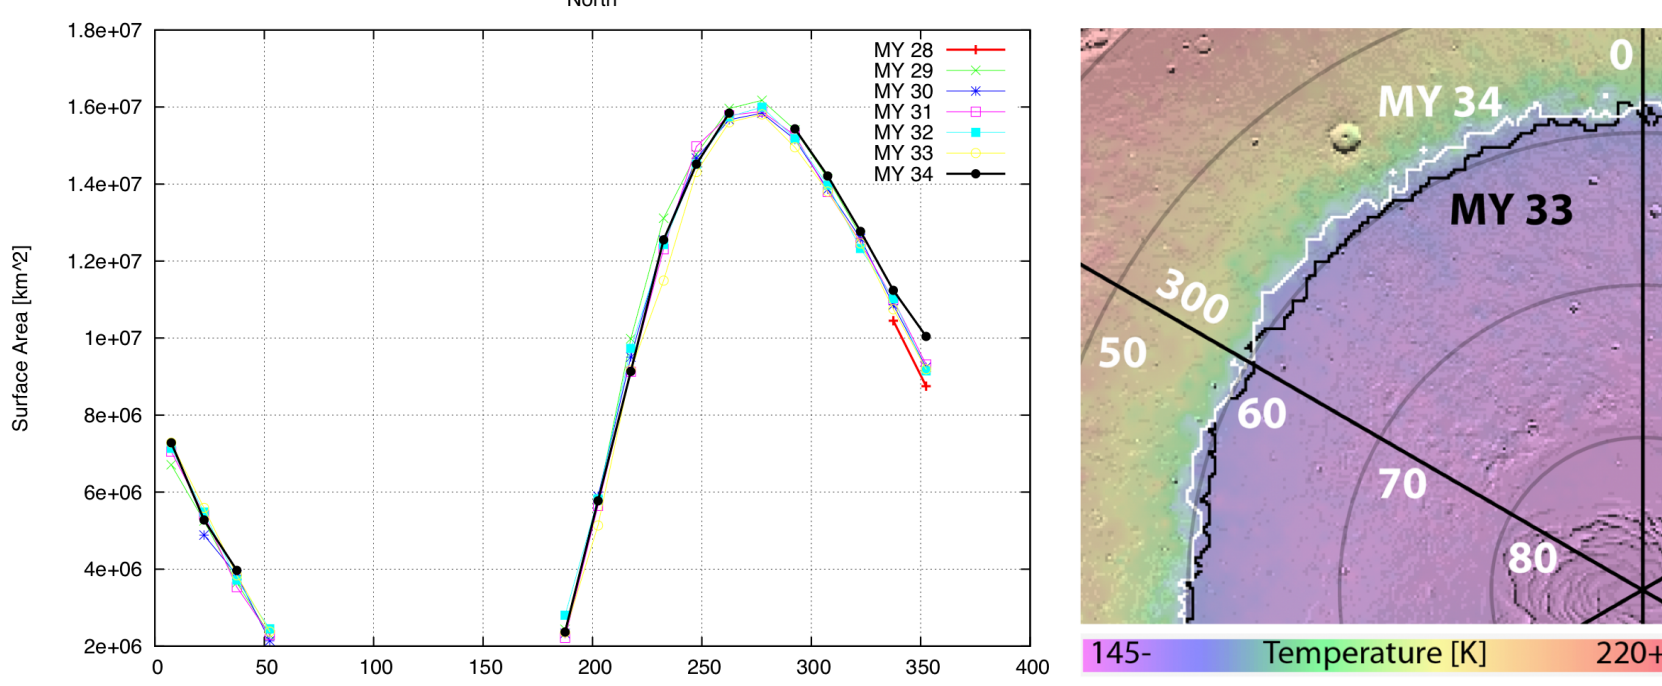 North
1.8e+07
1.6e+07
1.4e+07
1.2e+07
1e+07
8e+06
6e+06
4e+06
2e+06
Surface Area [km^2]
0 50 100 150 200 250 300 350 400
MY 28
MY 29
MY 30
MY 31
MY 32
MY 33
MY 34
0
MY 34
MY 33
300
50
60
70
80
145- Temperature [K] 220+